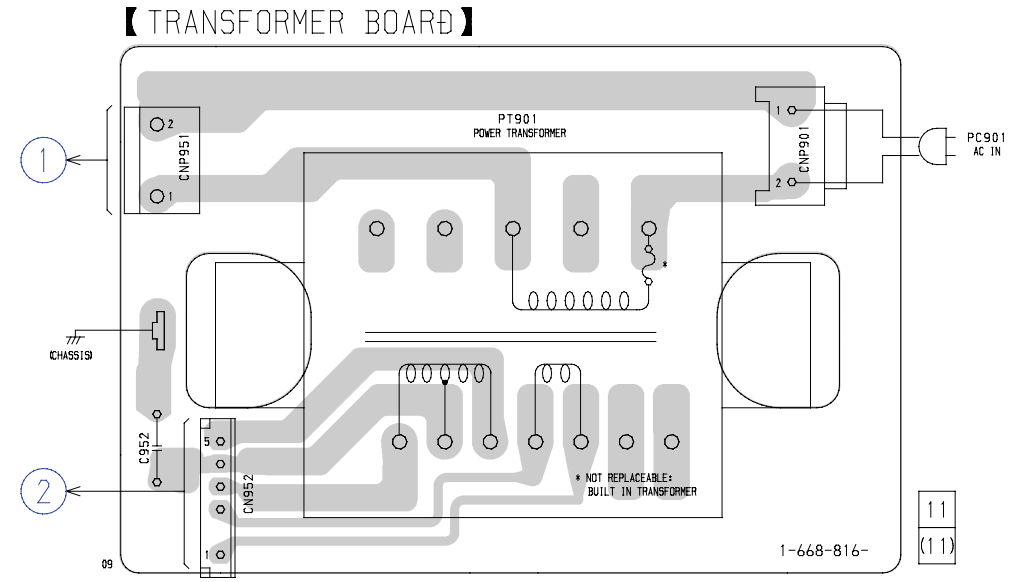 【 TRANSFORMER BOARD 】
PT901
POWER TRANSFORMER
2
CNP951
1
1
1
CNP901
2
PC901
AC IN
*
(CHASSIS)
C952
5
CN952
1
2
* NOT REPLACEABLE:
BUILT IN TRANSFORMER
1-668-816-
11
(11)
09